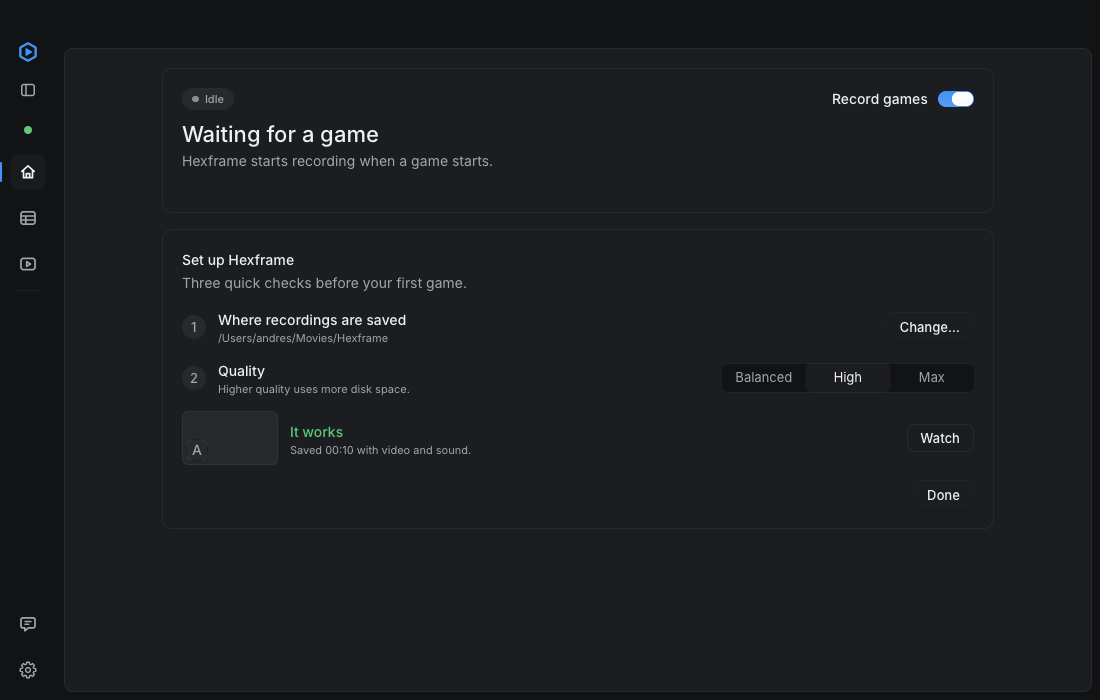 Idle
Record games
Waiting for a game
Hexframe starts recording when a game starts.
Set up Hexframe
Three quick checks before your first game.
1
Where recordings are saved
/Users/andres/Movies/Hexframe
Change...
2
Quality
Higher quality uses more disk space.
Balanced
High
Max
A
It works
Saved 00:10 with video and sound.
Watch
Done